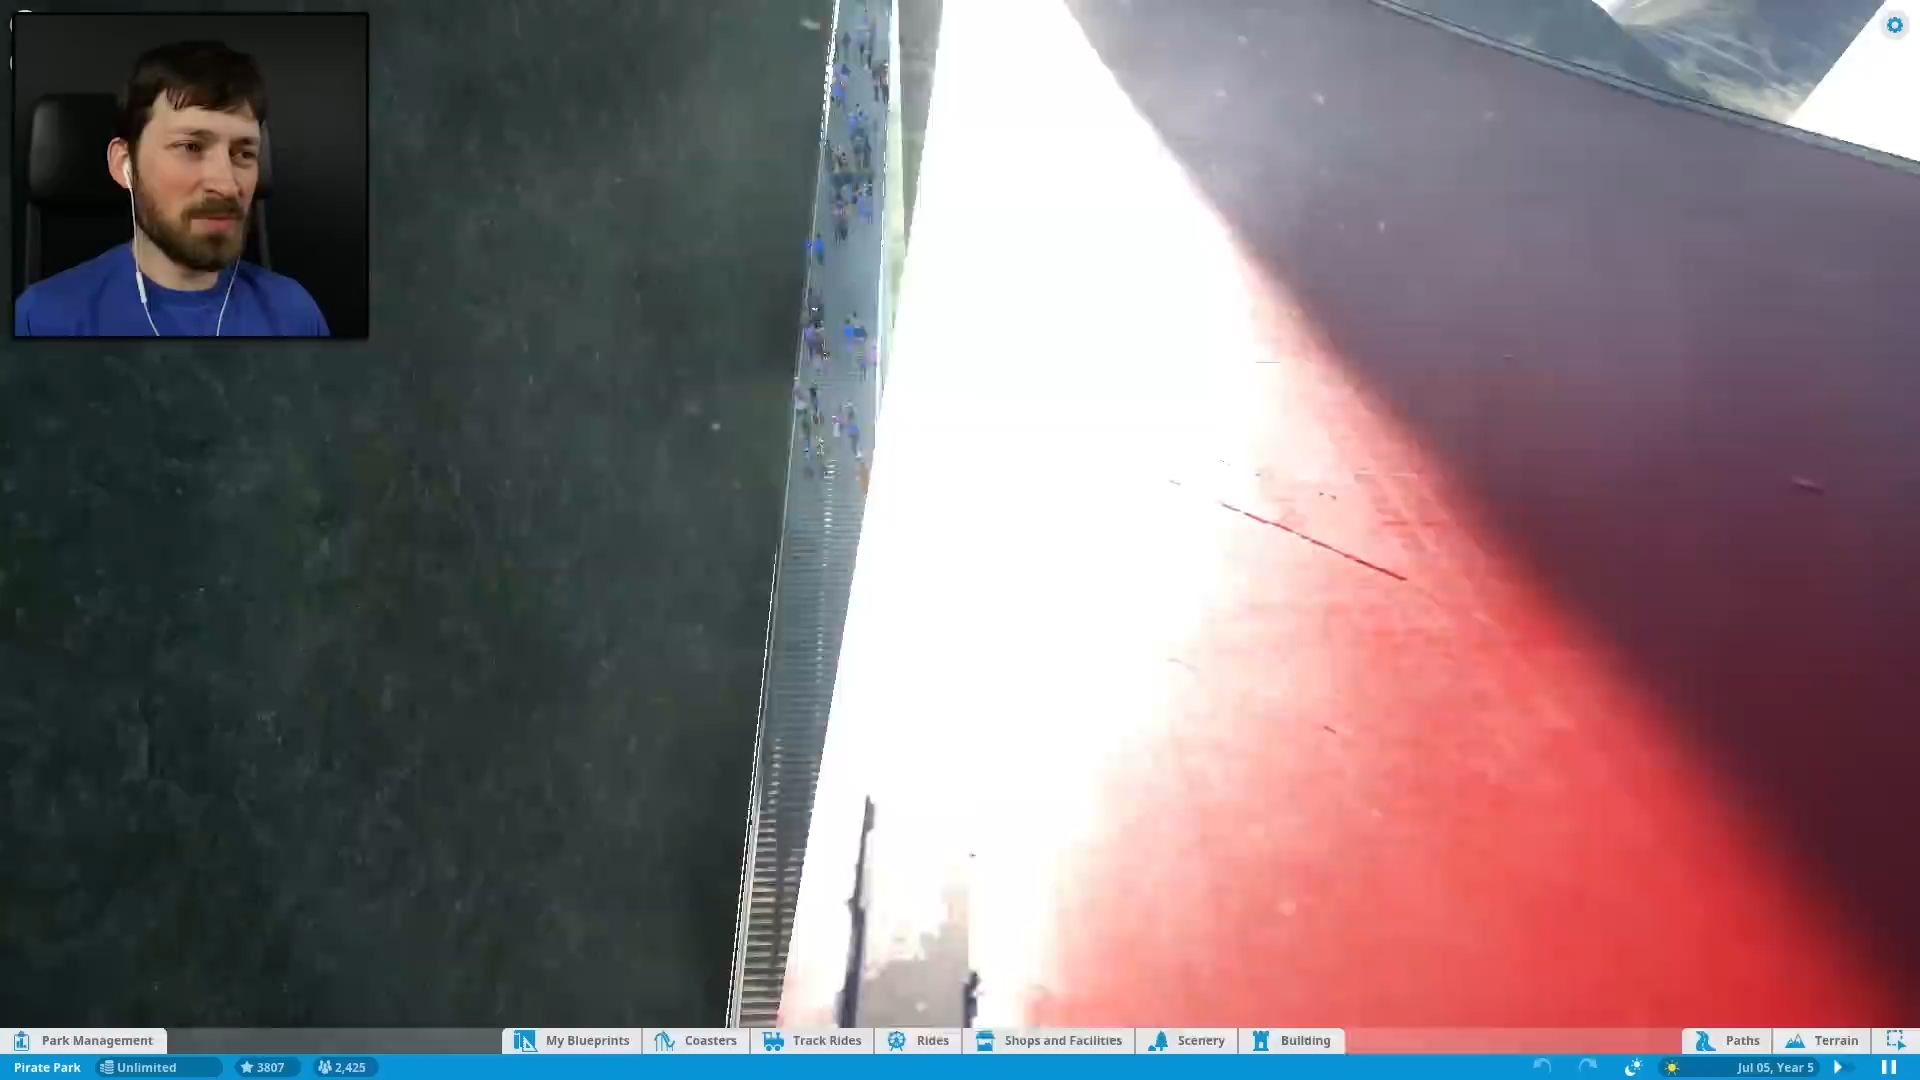 Park Management
My Blueprints
Coasters
Track Rides
Rides
Shops and Facilities
Scenery
Building
Paths
Terrain
Pirate Park
Unlimited
3807
2,425
Jul 05, Year 5